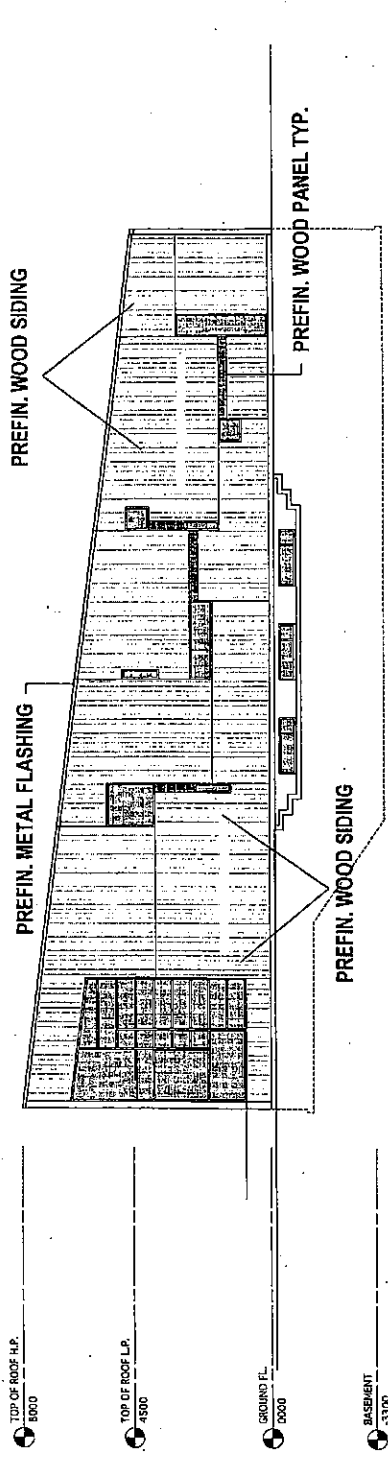 PREFIN. WOOD SIDING
PREFIN. METAL FLASHING
PREFIN. WOOD PANEL TYP.
PREFIN. WOOD SIDING
TOP OF ROOF H.P.
8000
TOP OF ROOF L.P.
4500
GROUND FL.
0000
BASEMENT
-3300